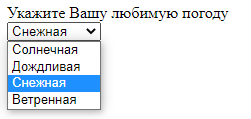 Укажите Вашу любимую погоду
Снежная
Солнечная
Дождливая
Снежная
Ветренная